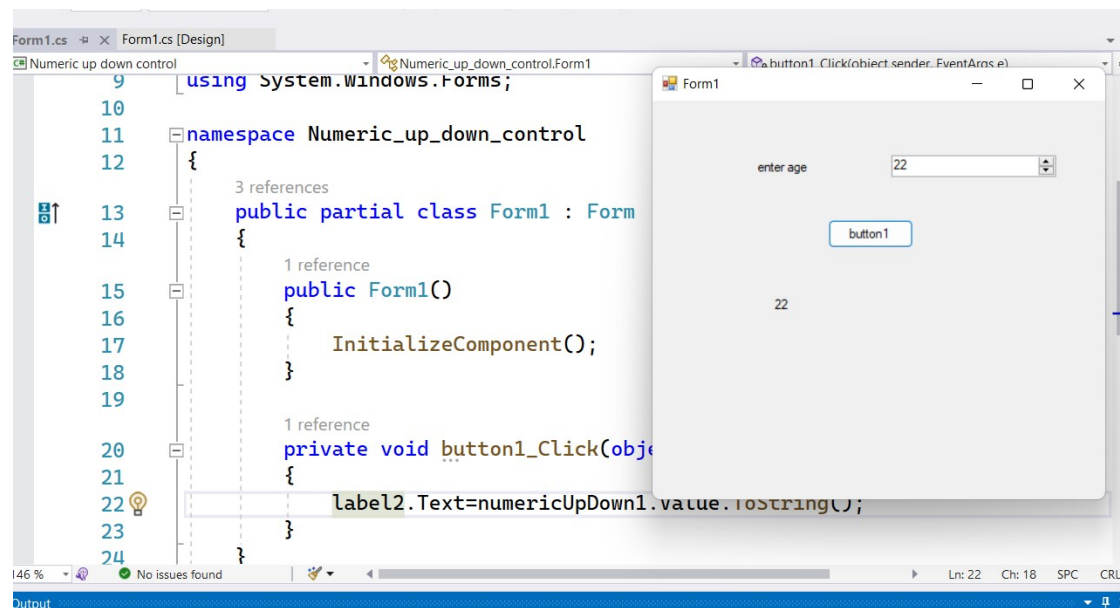 Form1.cs Form1.cs [Design]
Numeric up down control Numeric_up_down_control.Form1 button1_Click(object sender, EventArgs e)
9 using System.Windows.Forms;
10
11 namespace Numeric_up_down_control
12 {
3 references
13 public partial class Form1 : Form
14 {
1 reference
15 public Form1()
16 {
17 InitializeComponent();
18 }
19
1 reference
20 private void button1_Click(obje
21 {
22 label2.Text=numericUpDown1.Value.ToString();
23 }
24 }
Form1
enter age 22
button1
22
146 % No issues found Ln: 22 Ch: 18 SPC CRL
Output